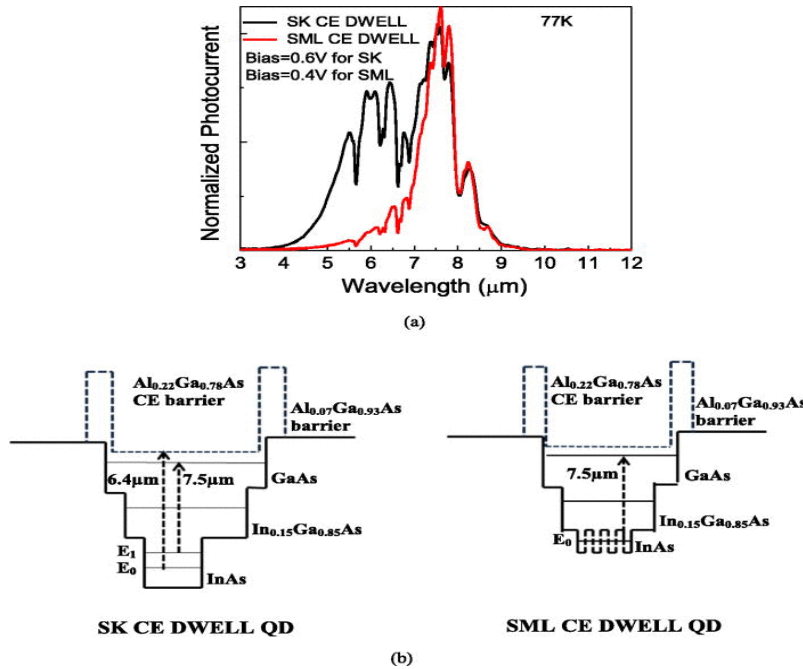 SK CE DWELL
SML CE DWELL
Bias=0.6V for SK
Bias=0.4V for SML
77K
Normalized Photocurrent
3 4 5 6 7 8 9 10 11 12
Wavelength (μm)
(a)
Al₀.₂₂Ga₀.₇₈As
CE barrier
Al₀.₀₇Ga₀.₉₃As
barrier
6.4μm
7.5μm
GaAs
In₀.₁₅Ga₀.₈₅As
E₁
E₀
InAs
SK CE DWELL QD
Al₀.₂₂Ga₀.₇₈As
CE barrier
Al₀.₀₇Ga₀.₉₃As
barrier
7.5μm
GaAs
In₀.₁₅Ga₀.₈₅As
E₀
InAs
SML CE DWELL QD
(b)